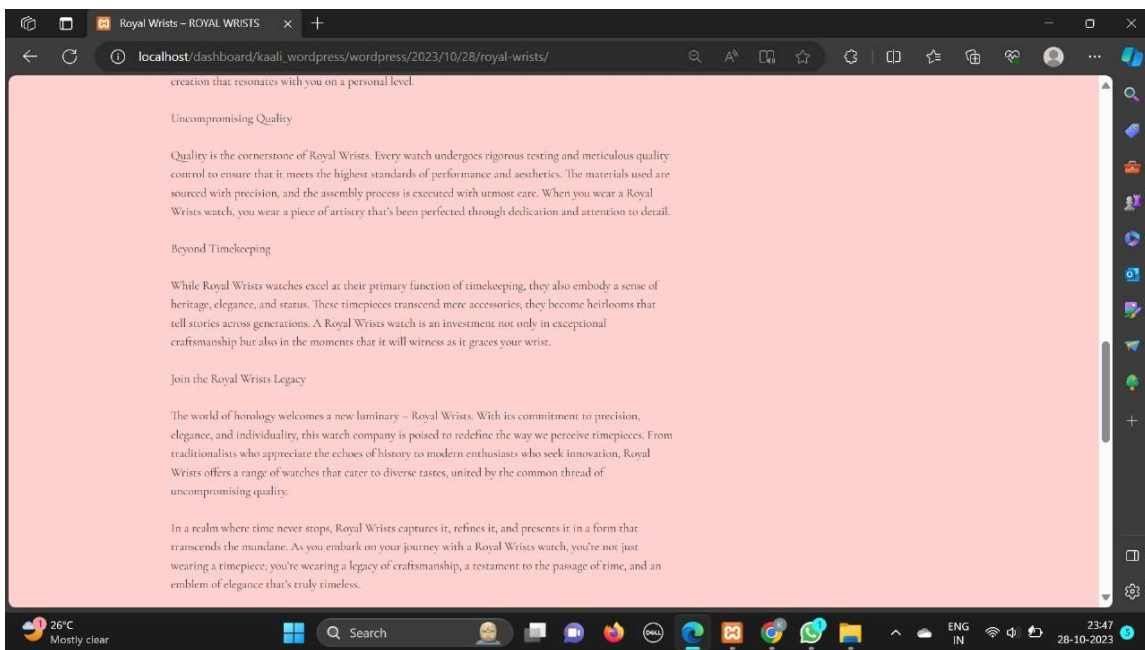 Royal Wrists – ROYAL WRISTS
localhost/dashboard/kaali_wordpress/wordpress/2023/10/28/royal-wrists/
creation that resonates with you on a personal level.
Uncompromising Quality
Quality is the cornerstone of Royal Wrists. Every watch undergoes rigorous testing and meticulous quality
control to ensure that it meets the highest standards of performance and aesthetics. The materials used are
sourced with precision, and the assembly process is executed with utmost care. When you wear a Royal
Wrists watch, you wear a piece of artistry that's been perfected through dedication and attention to detail.
Beyond Timekeeping
While Royal Wrists watches excel at their primary function of timekeeping, they also embody a sense of
heritage, elegance, and status. These timepieces transcend mere accessories; they become heirlooms that
tell stories across generations. A Royal Wrists watch is an investment not only in exceptional
craftsmanship but also in the moments that it will witness as it graces your wrist.
Join the Royal Wrists Legacy
The world of horology welcomes a new luminary – Royal Wrists. With its commitment to precision,
elegance, and individuality, this watch company is poised to redefine the way we perceive timepieces. From
traditionalists who appreciate the echoes of history to modern enthusiasts who seek innovation, Royal
Wrists offers a range of watches that cater to diverse tastes, united by the common thread of
uncompromising quality.
In a realm where time never stops, Royal Wrists captures it, refines it, and presents it in a form that
transcends the mundane. As you embark on your journey with a Royal Wrists watch, you're not just
wearing a timepiece; you're wearing a legacy of craftsmanship, a testament to the passage of time, and an
emblem of elegance that's truly timeless.
1
26°C
Mostly clear
Search
DELL
1
ENG
IN
23:47
28-10-2023
5